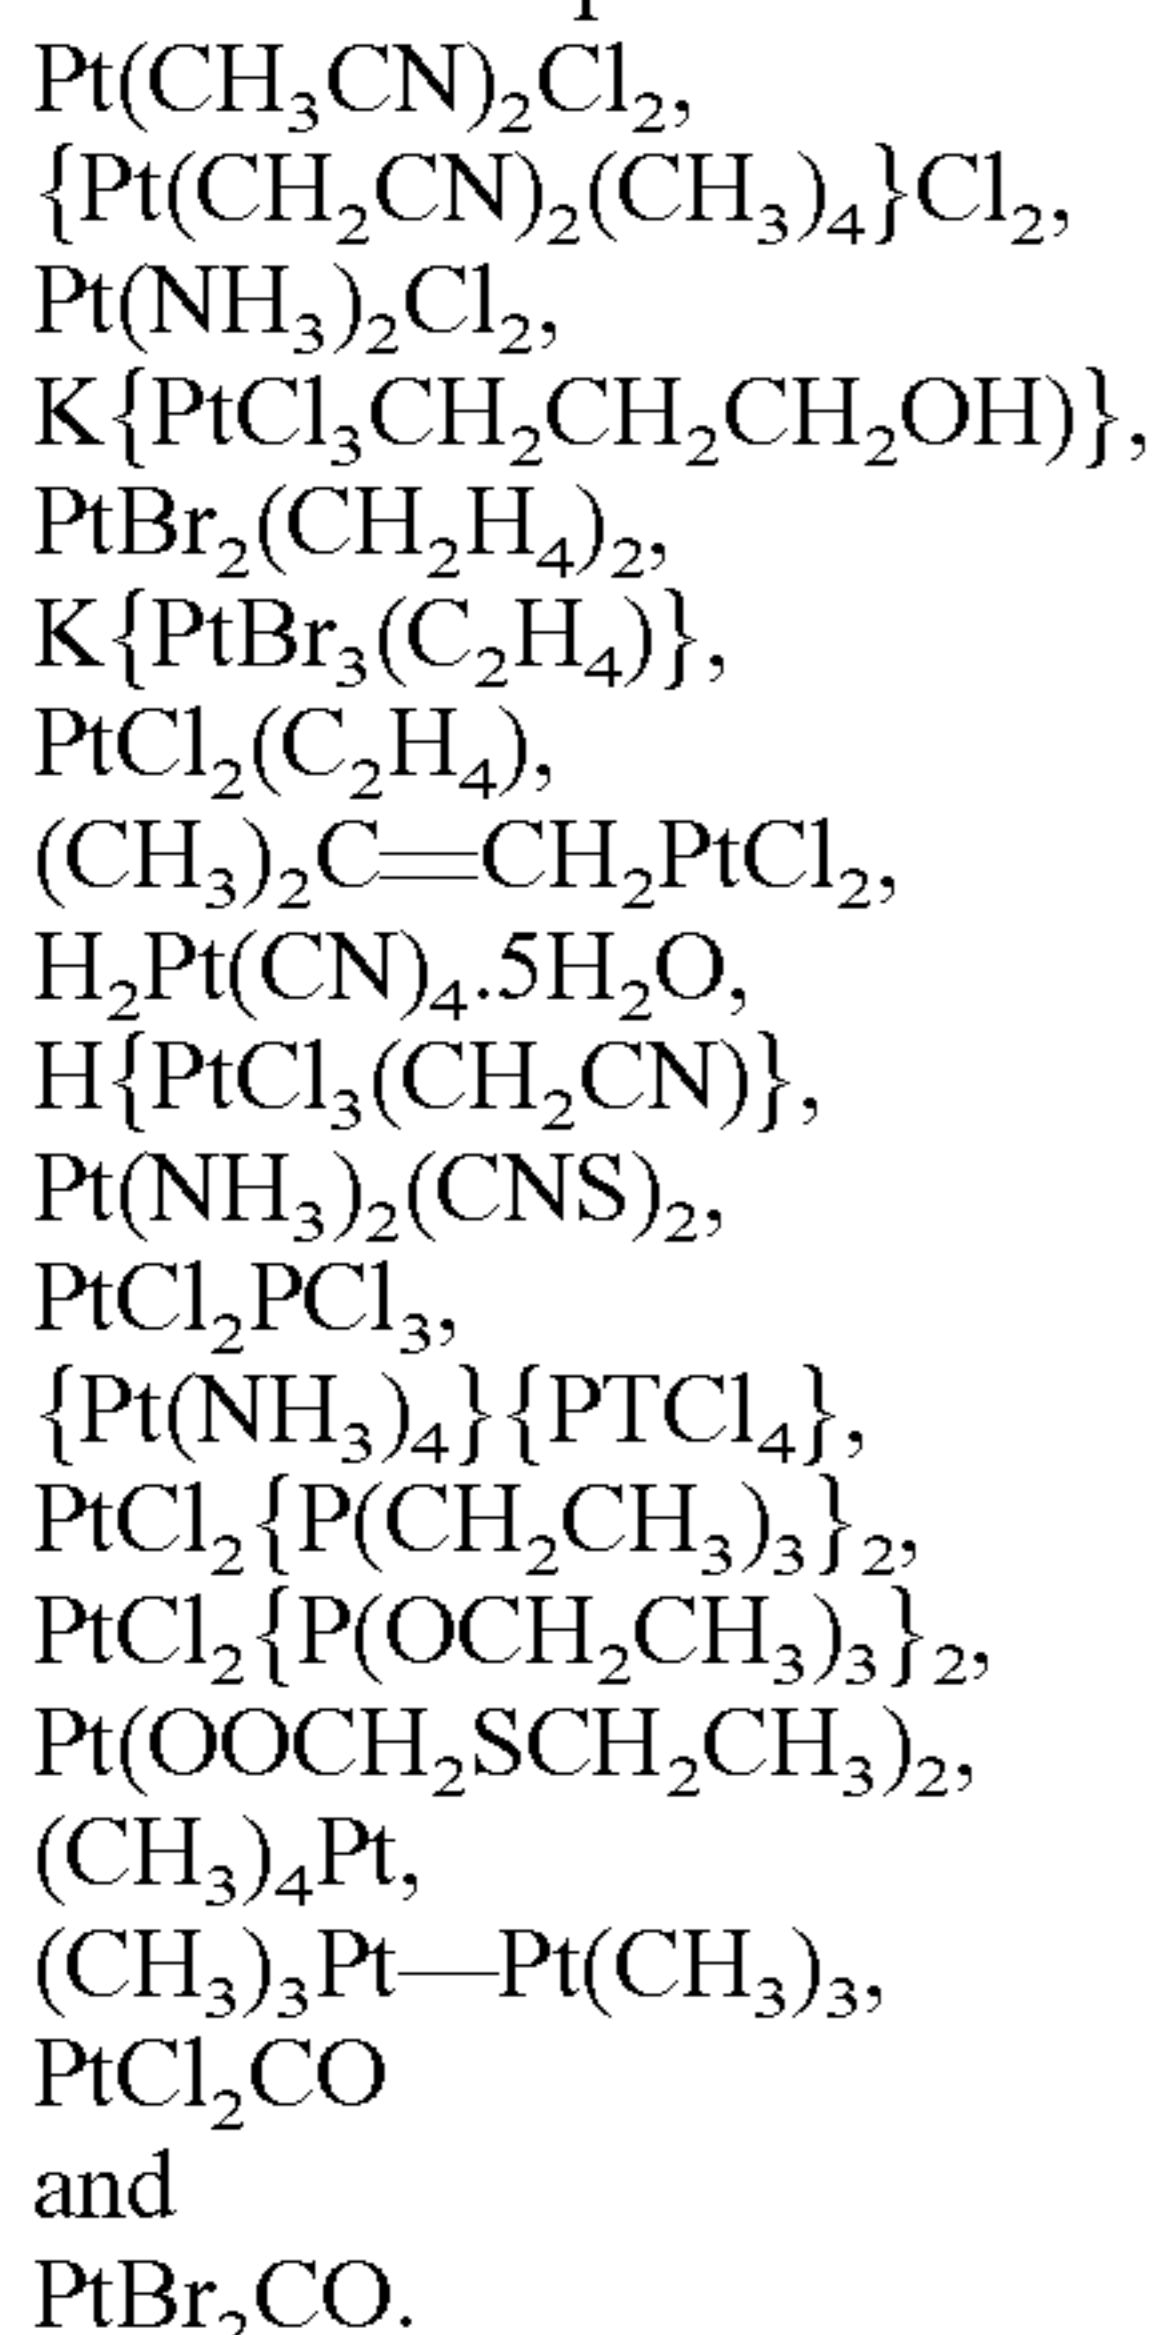 Pt(CH₃CN)₂Cl₂,
{Pt(CH₂CN)₂(CH₃)₄}Cl₂,
Pt(NH₃)₂Cl₂,
K{PtCl₃CH₂CH₂CH₂OH)},
PtBr₂(CH₂H₄)₂,
K{PtBr₃(C₂H₄)},
PtCl₂(C₂H₄),
(CH₃)₂C=CH₂PtCl₂,
H₂Pt(CN)₄.5H₂O,
H{PtCl₃(CH₂CN)},
Pt(NH₃)₂(CNS)₂,
PtCl₂PCl₃,
{Pt(NH₃)₄}{PTCl₄},
PtCl₂{P(CH₂CH₃)₃}₂,
PtCl₂{P(OCH₂CH₃)₃}₂,
Pt(OOCH₂SCH₂CH₃)₂,
(CH₃)₄Pt,
(CH₃)₃Pt—Pt(CH₃)₃,
PtCl₂CO
and
PtBr₂CO.